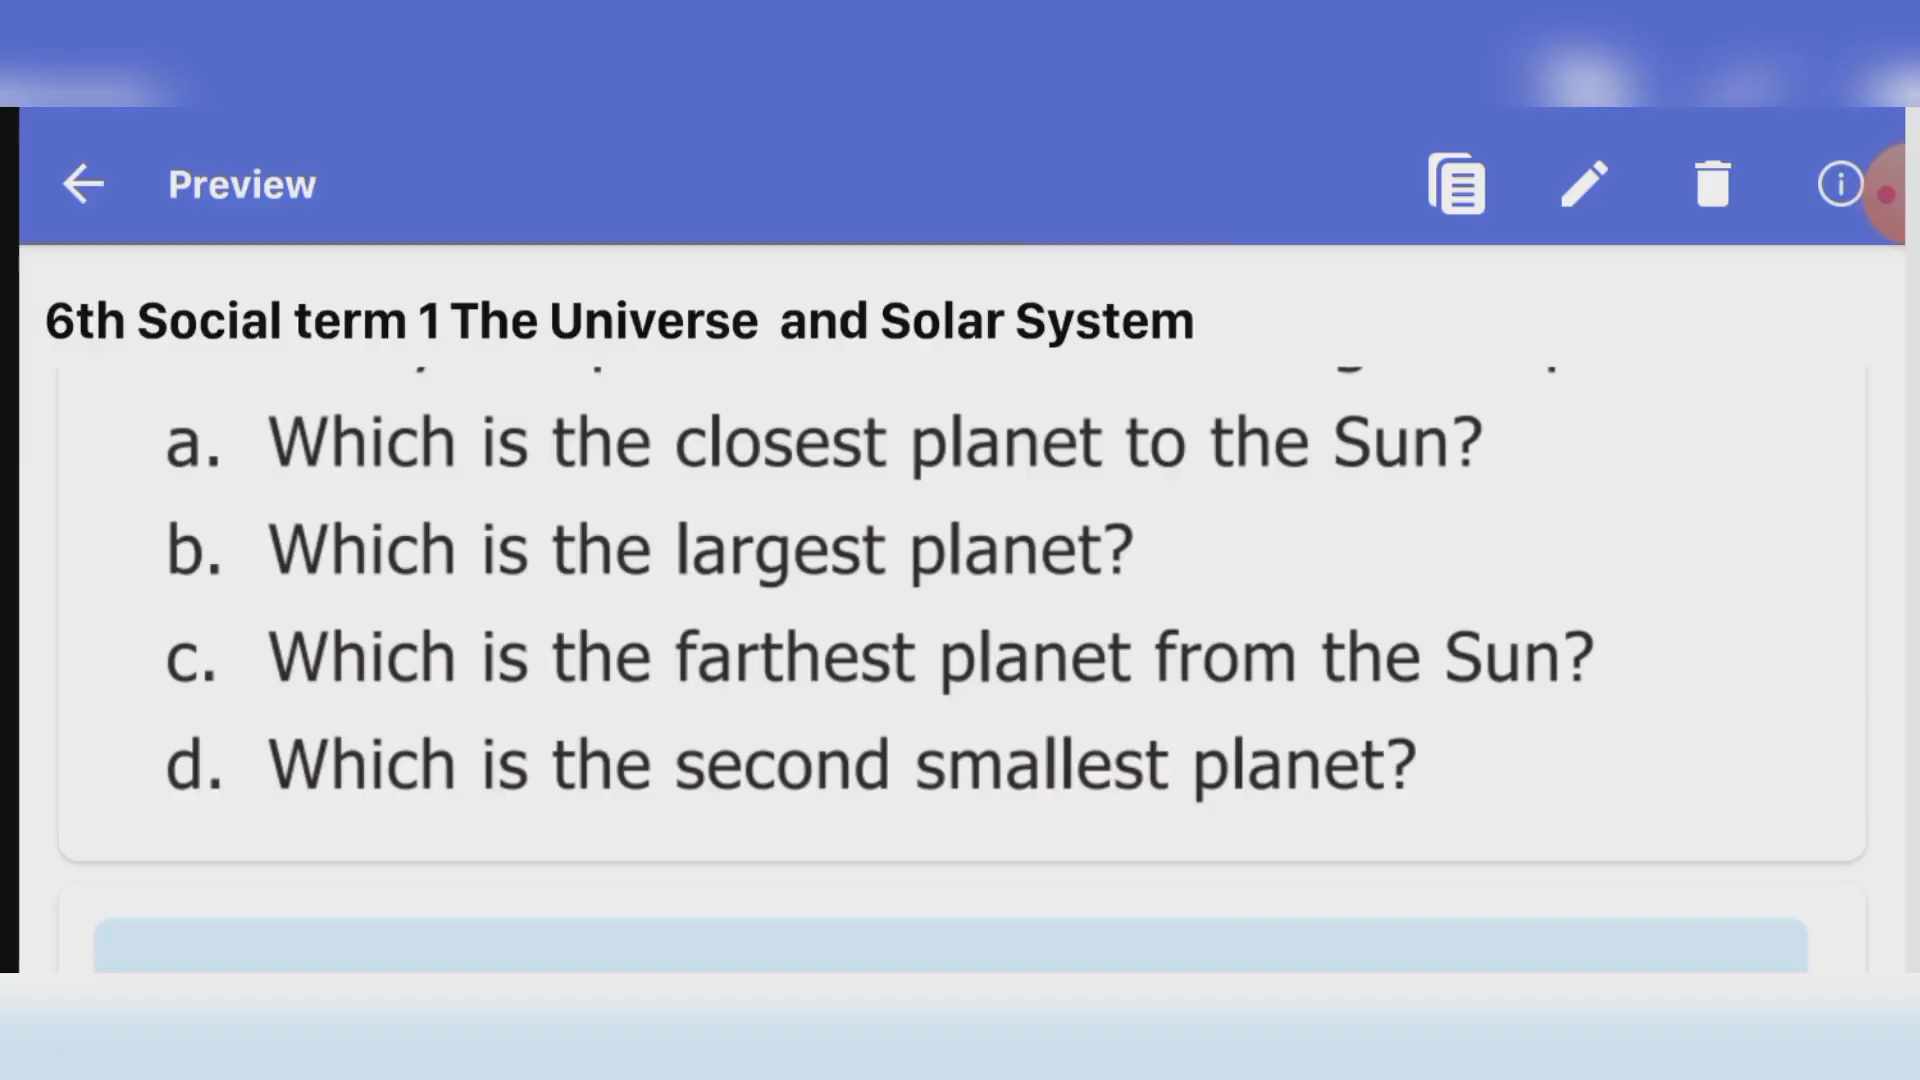 Preview
6th Social term 1 The Universe and Solar System
a. Which is the closest planet to the Sun?
b. Which is the largest planet?
c. Which is the farthest planet from the Sun?
d. Which is the second smallest planet?